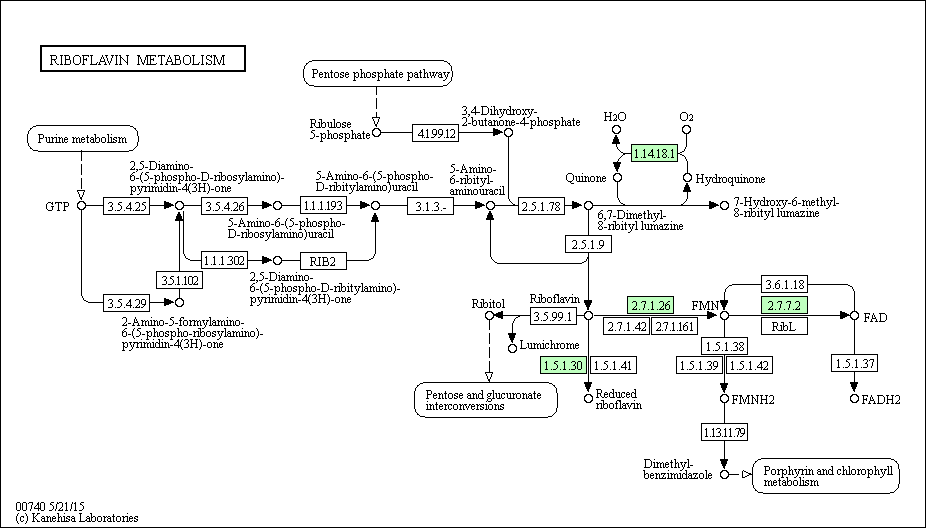 RIBOFLAVIN METABOLISM
Pentose phosphate pathway
Ribulose
5-phosphate
4.1.99.12
3,4-Dihydroxy-
2-butanone-4-phosphate
H2O
O2
1.14.18.1
Quinone
Hydroquinone
Purine metabolism
2,5-Diamino-
6-(5-phospho-D-ribosylamino)-
pyrimidin-4(3H)-one
5-Amino-6-(5-phospho-
D-ribitylamino)uracil
5-Amino-
6-ribityl-
aminouracil
GTP
3.5.4.25
3.5.4.26
1.1.1.193
3.1.3.-
2.5.1.78
7-Hydroxy-6-methyl-
8-ribityl lumazine
5-Amino-6-(5-phospho-
D-ribosylamino)uracil
6,7-Dimethyl-
8-ribityl lumazine
2.5.1.9
1.1.1.302
RIB2
3.5.1.102
2,5-Diamino-
6-(5-phospho-D-ribitylamino)-
pyrimidin-4(3H)-one
3.5.4.29
2-Amino-5-formylamino-
6-(5-phospho-ribosylamino)-
pyrimidin-4(3H)-one
Ribitol
Riboflavin
3.5.99.1
2.7.1.26
2.7.1.42
2.7.1.161
FMN
3.6.1.18
2.7.7.2
RibL
FAD
Lumichrome
1.5.1.30
1.5.1.41
1.5.1.38
1.5.1.39
1.5.1.42
1.5.1.37
Pentose and glucuronate
interconversions
Reduced
riboflavin
FMNH2
FADH2
1.13.11.79
Dimethyl-
benzimidazole
Porphyrin and chlorophyll
metabolism
00740 5/21/15
(c) Kanehisa Laboratories